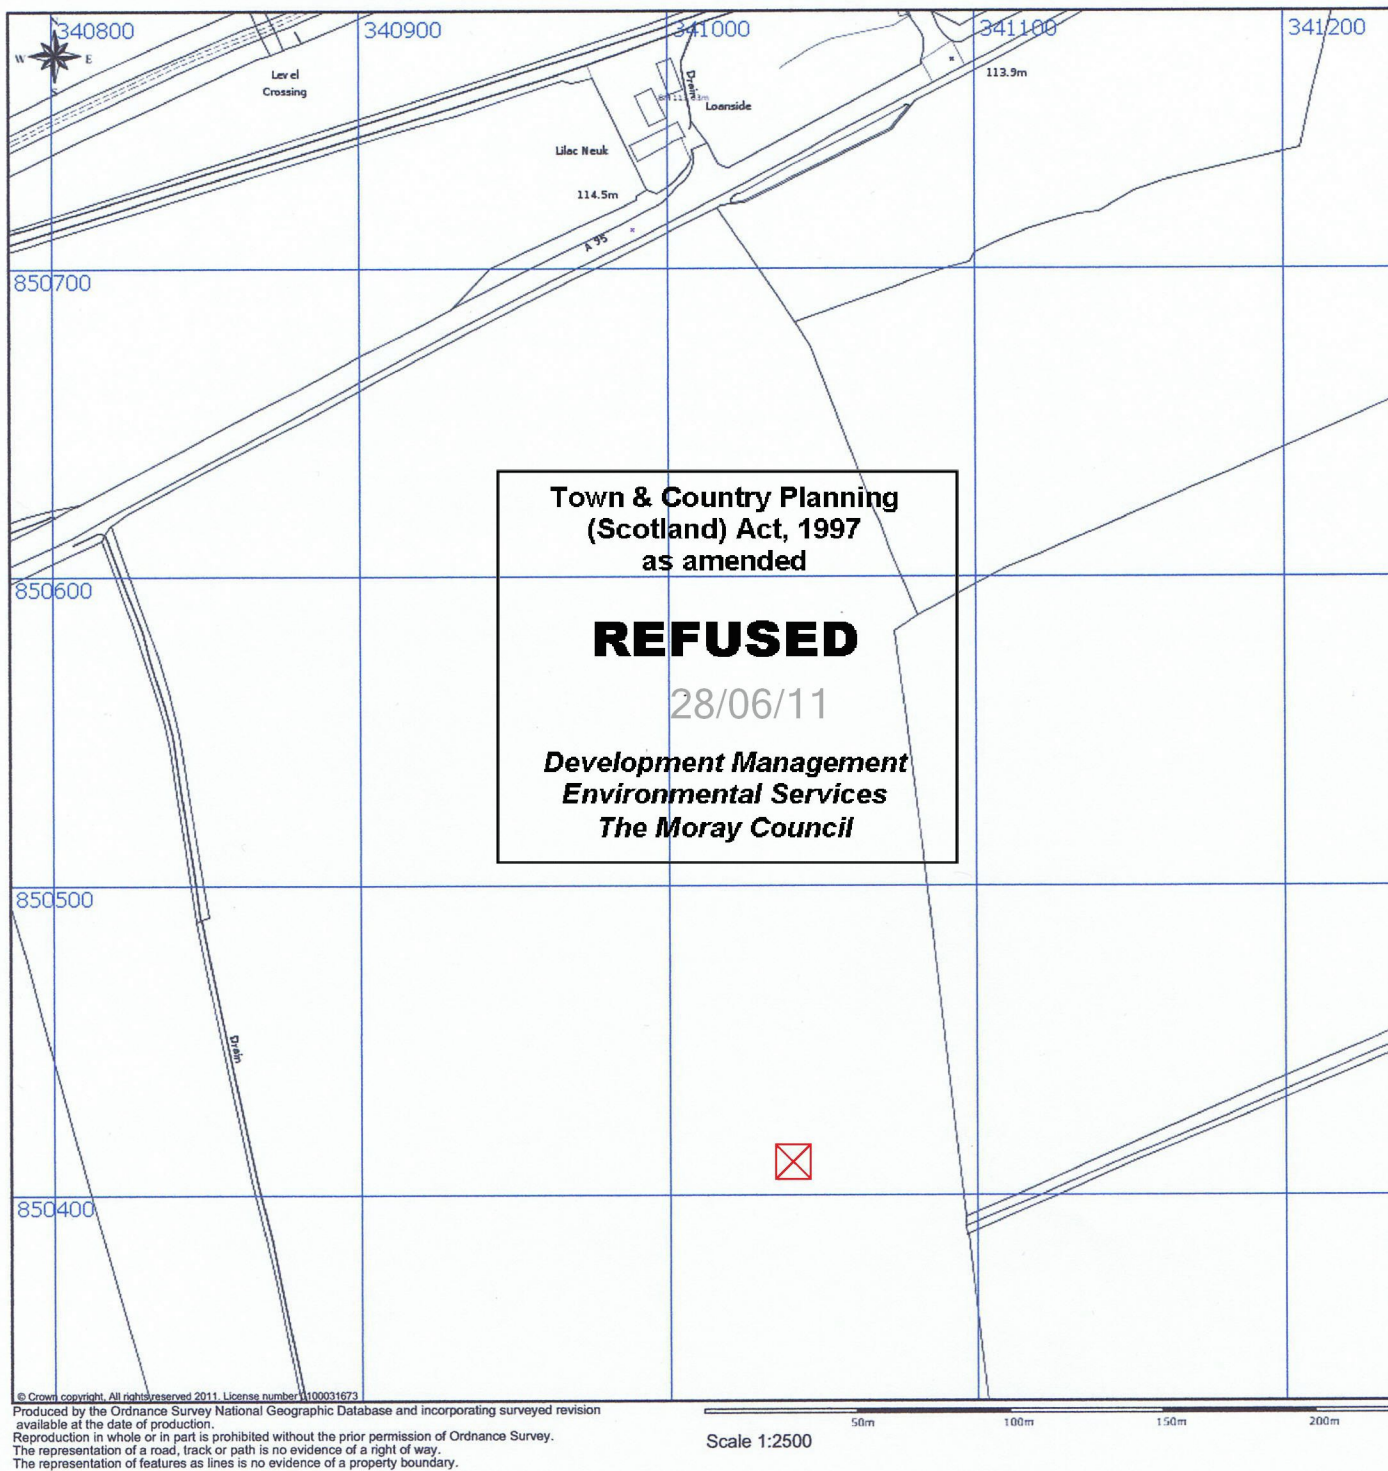 340800
340900
341000
341100
341200
N
W
E
S
Level
Crossing
Drain
Loanside
113.9m
Lilac Neuk
114.5m
A 95
850700
Town & Country Planning
(Scotland) Act, 1997
as amended
850600
REFUSED
28/06/11
Development Management
Environmental Services
The Moray Council
850500
Drain
850400
© Crown copyright, All rights reserved 2011. License number 0100031673
Produced by the Ordnance Survey National Geographic Database and incorporating surveyed revision
available at the date of production.
Reproduction in whole or in part is prohibited without the prior permission of Ordnance Survey.
The representation of a road, track or path is no evidence of a right of way.
The representation of features as lines is no evidence of a property boundary.
50m
100m
150m
200m
Scale 1:2500